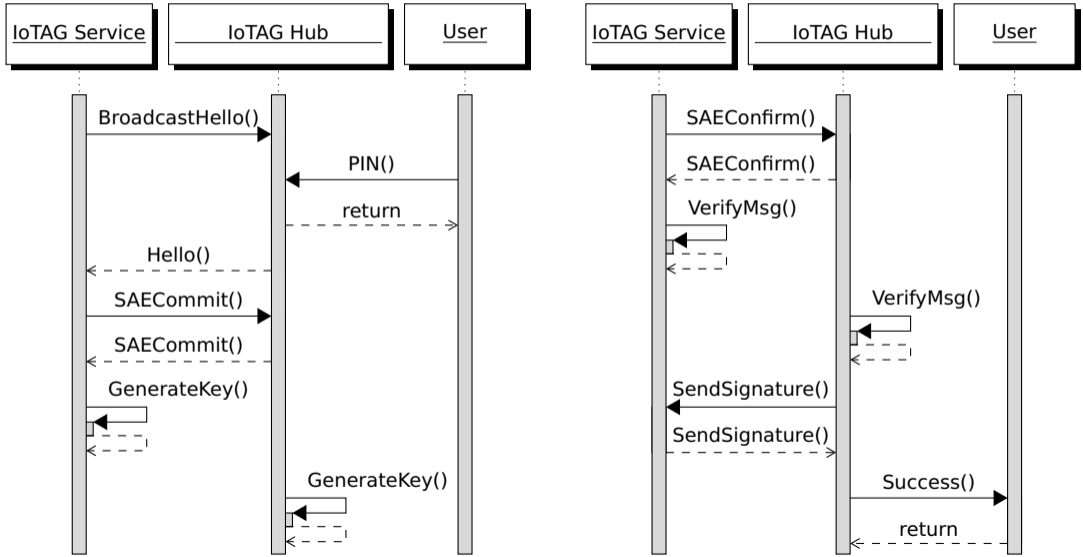 IoTAG Service
IoTAG Hub
User
BroadcastHello()
PIN()
return
Hello()
SAECommit()
SAECommit()
GenerateKey()
GenerateKey()
IoTAG Service
IoTAG Hub
User
SAEConfirm()
SAEConfirm()
VerifyMsg()
VerifyMsg()
SendSignature()
SendSignature()
Success()
return